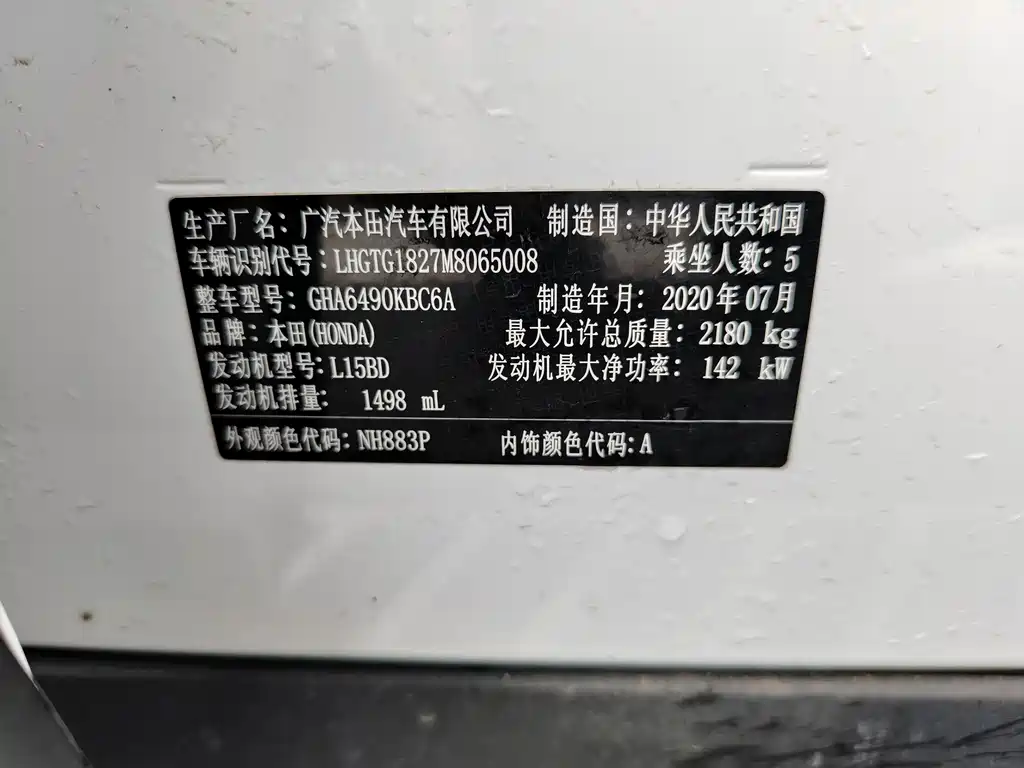 生产厂名：广汽本田汽车有限公司 制造国：中华人民共和国
车辆识别代号：LHGTG1827M8065008 乘坐人数：5
整车型号：GHA6490KBC6A 制造年月：2020年07月
品牌：本田(HONDA) 最大允许总质量：2180 kg
发动机型号：L15BD 发动机最大净功率：142 kW
发动机排量：1498 mL
外观颜色代码：NH883P 内饰颜色代码：A